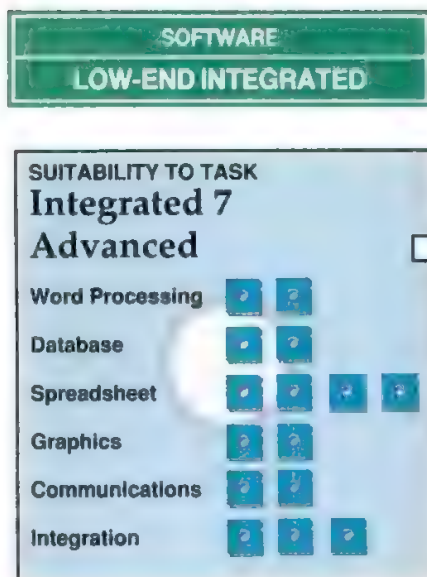 SOFTWARE
LOW-END INTEGRATED
SUITABILITY TO TASK
Integrated 7
Advanced
Word Processing
Database
Spreadsheet
Graphics
Communications
Integration